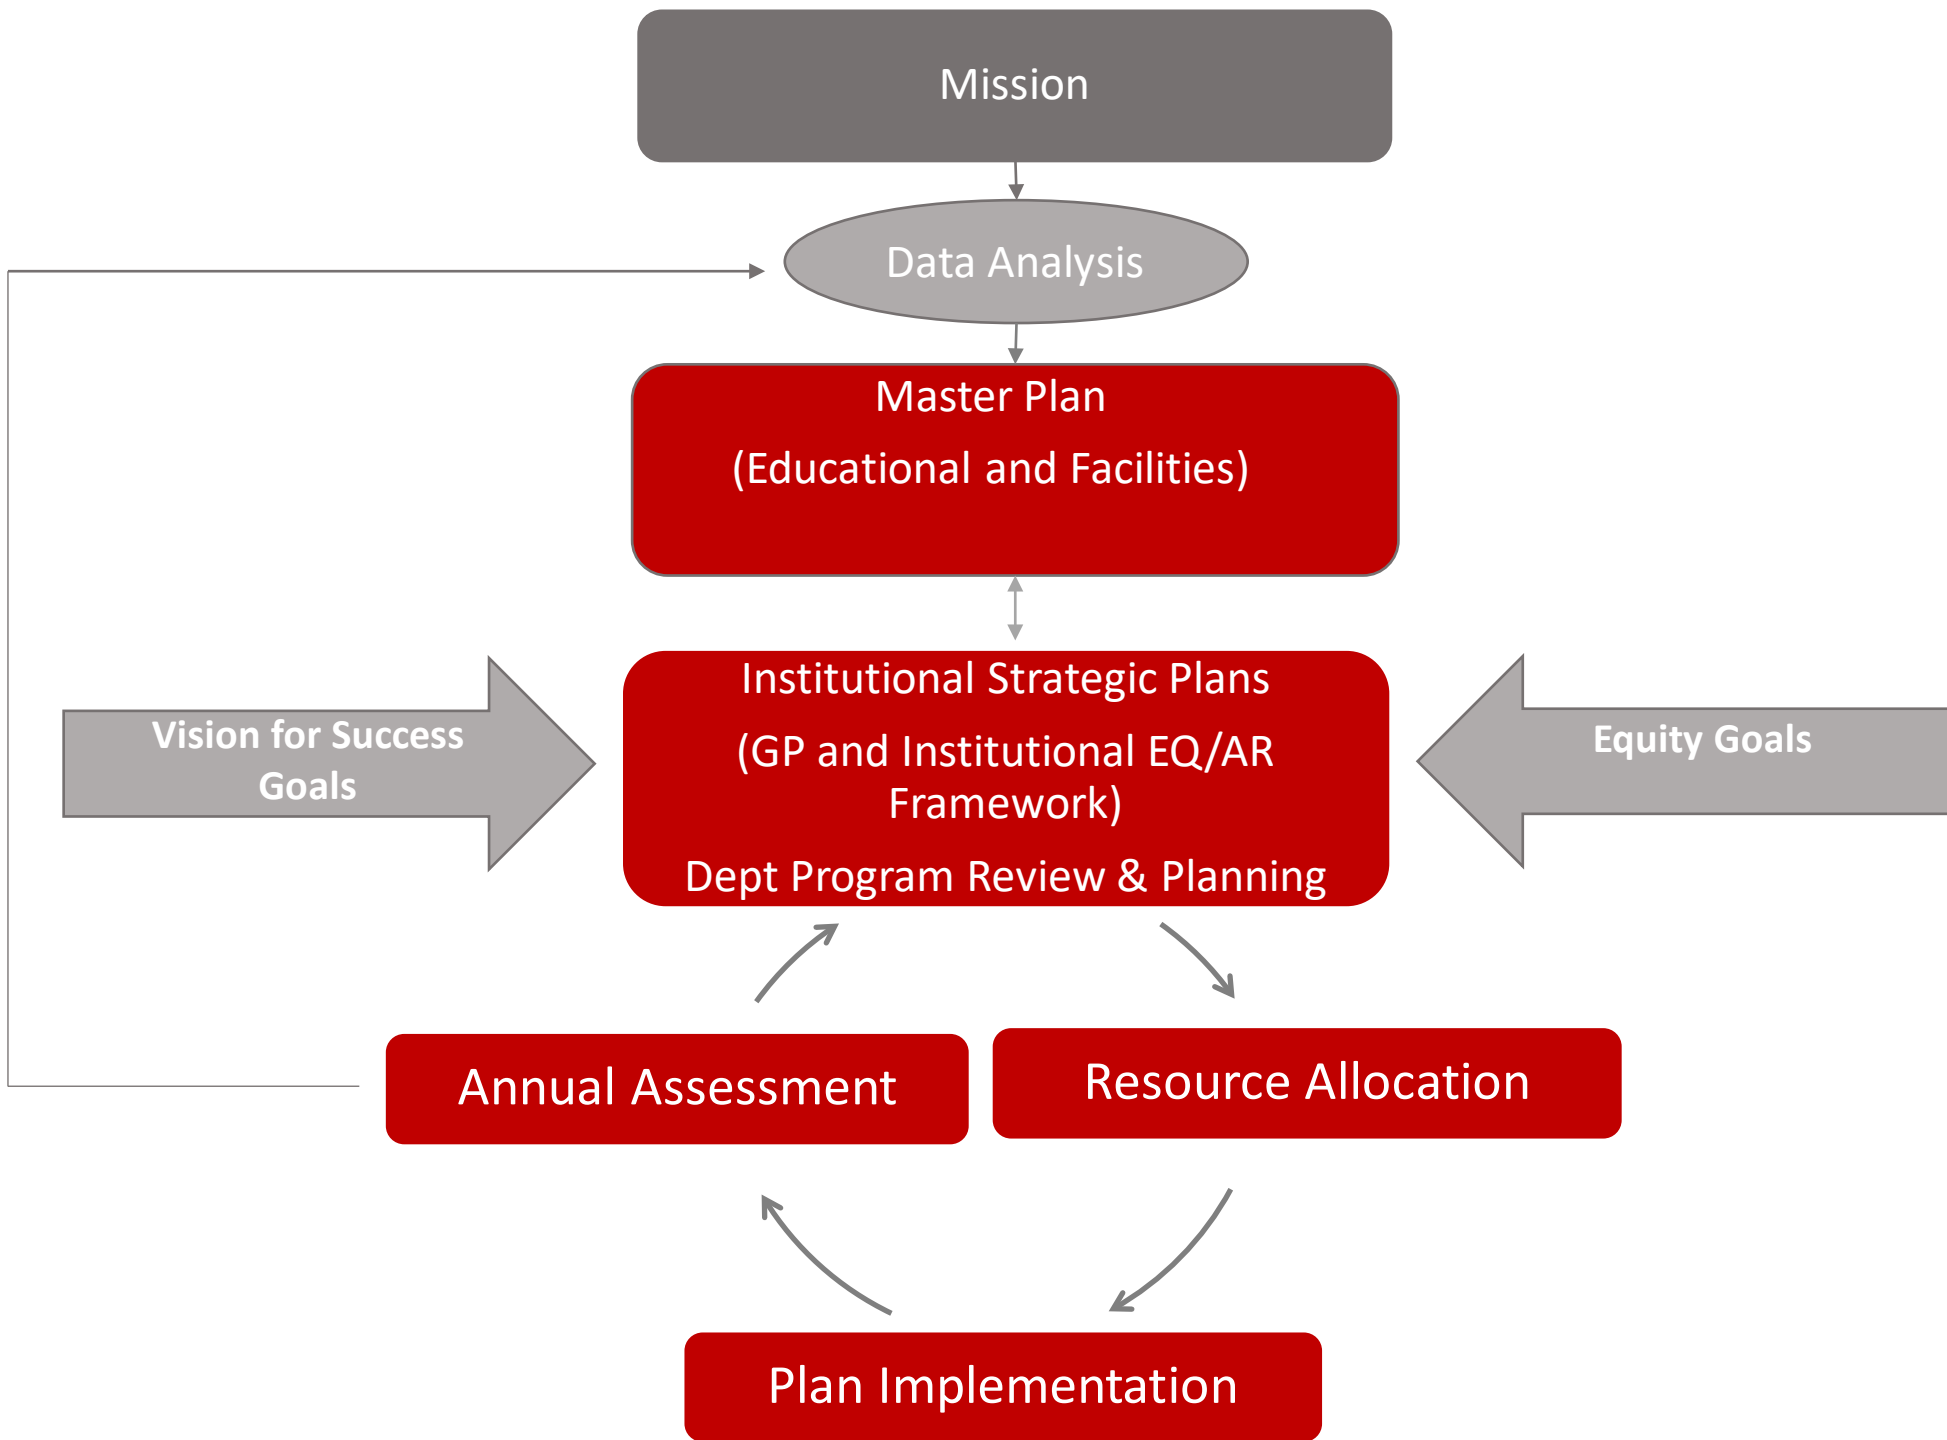 Mission
Data Analysis
Master Plan
(Educational and Facilities)
Vision for Success
Goals
Institutional Strategic Plans
(GP and Institutional EQ/AR
Framework)
Dept Program Review & Planning
Equity Goals
Annual Assessment
Resource Allocation
Plan Implementation